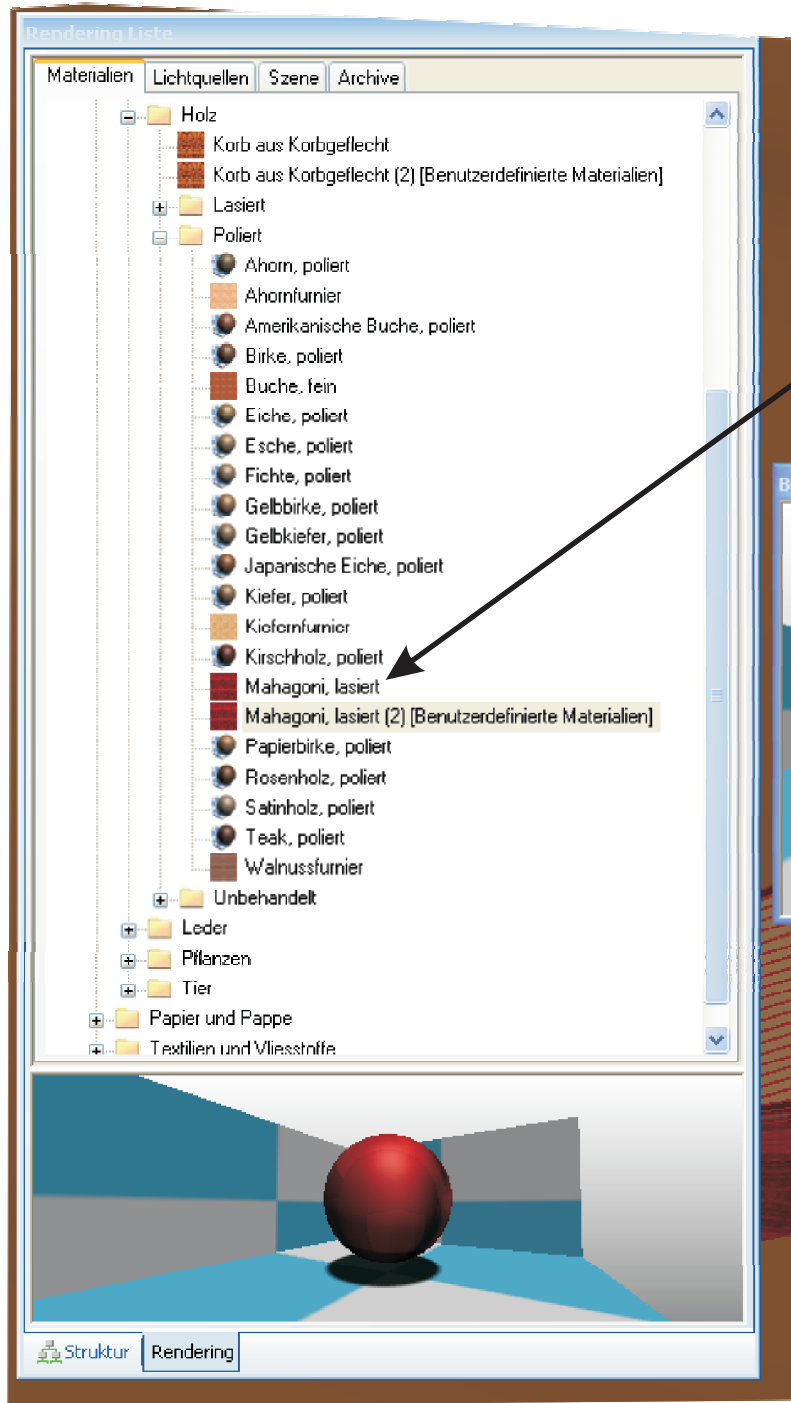 Rendering Liste
Materialien Lichtquellen Szene Archive
Holz
Korb aus Korbgeflecht
Korb aus Korbgeflecht (2) [Benutzerdefinierte Materialien]
Lasiert
Poliert
Ahorn, poliert
Ahornfurnier
Amerikanische Buche, poliert
Birke, poliert
Buche, fein
Eiche, poliert
Esche, poliert
Fichte, poliert
Gelbbirke, poliert
Gelbkiefer, poliert
Japanische Eiche, poliert
Kiefer, poliert
Kiefernfurnier
Kirschholz, poliert
Mahagoni, lasiert
Mahagoni, lasiert (2) [Benutzerdefinierte Materialien]
Papierbirke, poliert
Rosenholz, poliert
Satinholz, poliert
Teak, poliert
Walnussfurnier
Unbehandelt
Leder
Pflanzen
Tier
Papier und Pappe
Textilien und Vliesstoffe
Struktur Rendering